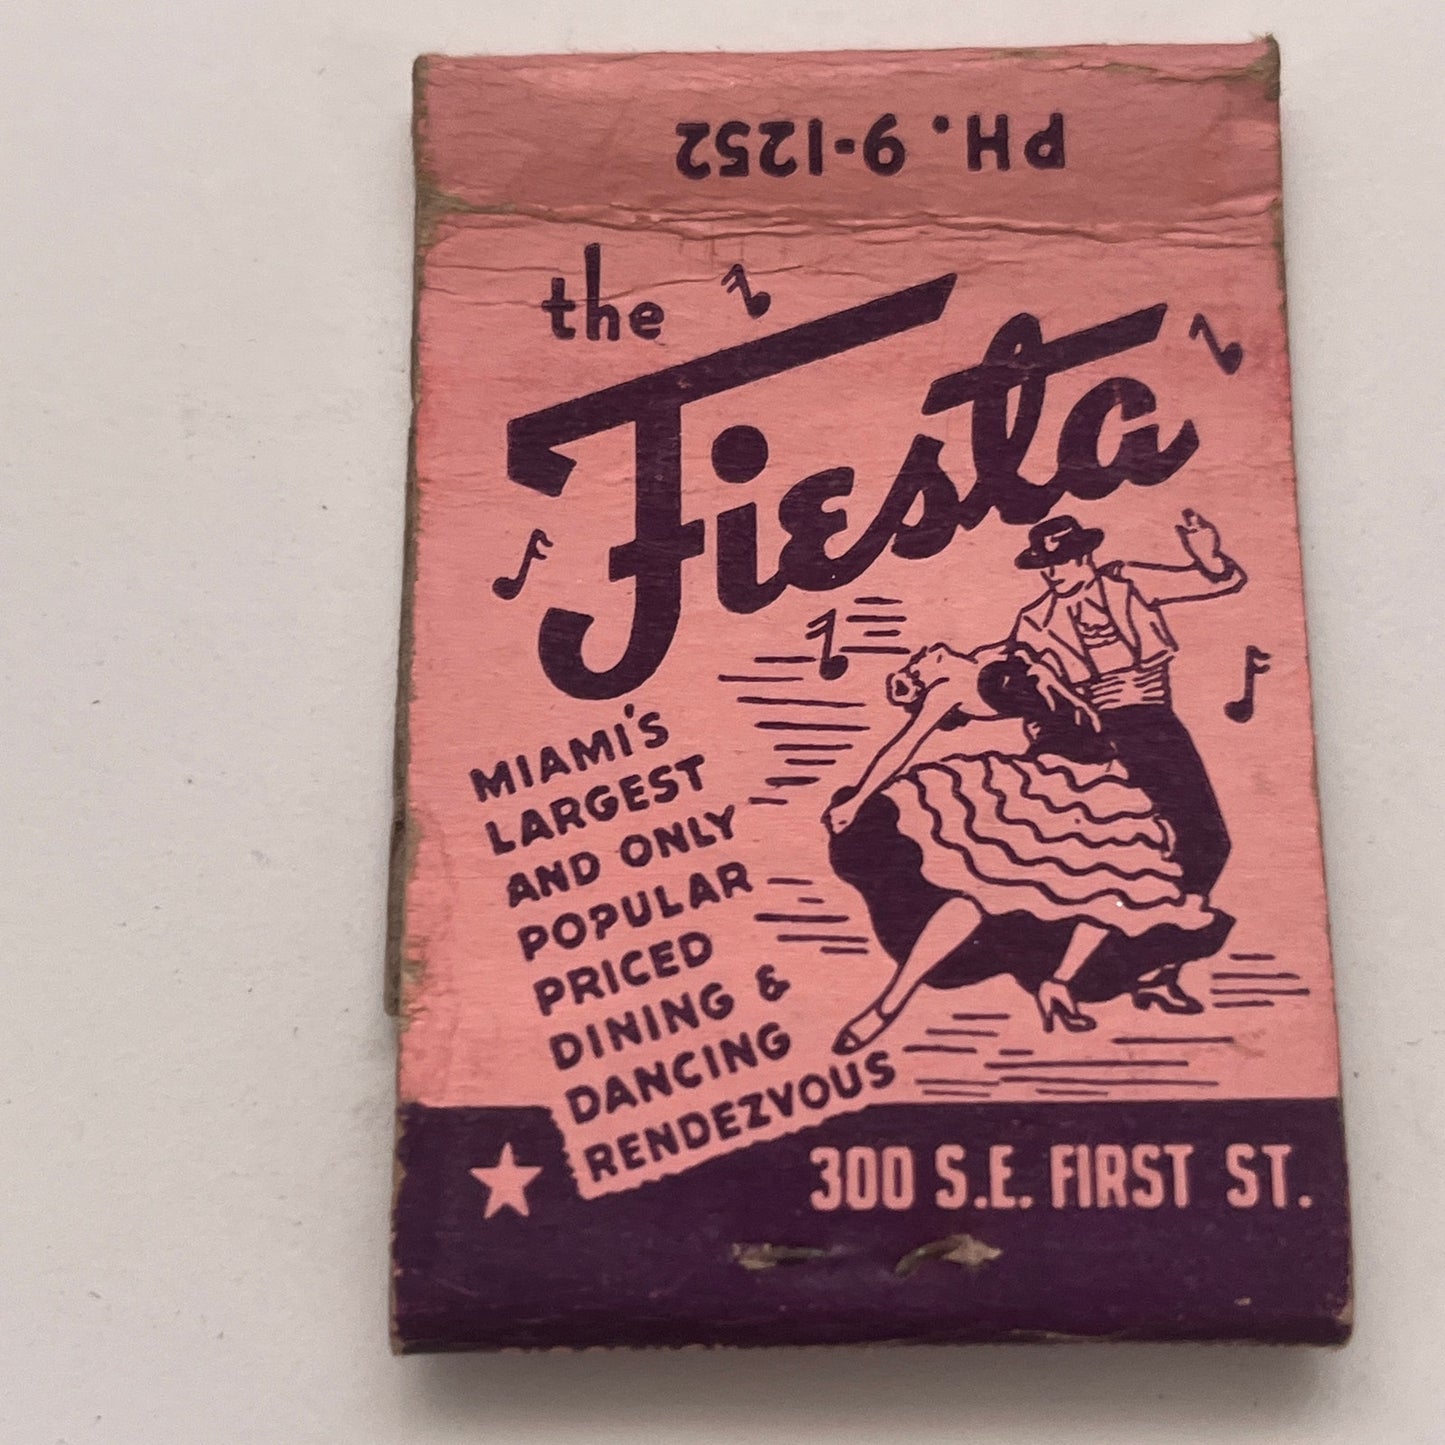 PH. 9-1252
the
Fiesta
MIAMI'S
LARGEST
AND ONLY
POPULAR
PRICED
DINING &
DANCING
RENDEZVOUS
300 S.E. FIRST ST.